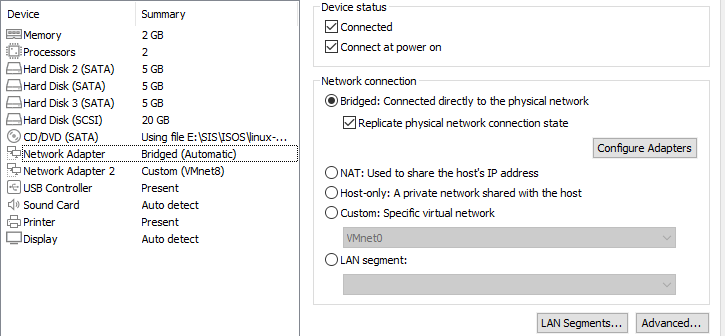 Device Summary
Memory 2 GB
Processors 2
Hard Disk 2 (SATA) 5 GB
Hard Disk (SATA) 5 GB
Hard Disk 3 (SATA) 5 GB
Hard Disk (SCSI) 20 GB
CD/DVD (SATA) Using file E:\SIS\ISOS\linux-...
Network Adapter Bridged (Automatic)
Network Adapter 2 Custom (VMnet8)
USB Controller Present
Sound Card Auto detect
Printer Present
Display Auto detect
Device status
Connected
Connect at power on
Network connection
Bridged: Connected directly to the physical network
Replicate physical network connection state
Configure Adapters
NAT: Used to share the host's IP address
Host-only: A private network shared with the host
Custom: Specific virtual network
VMnet0
LAN segment:
LAN Segments... Advanced...